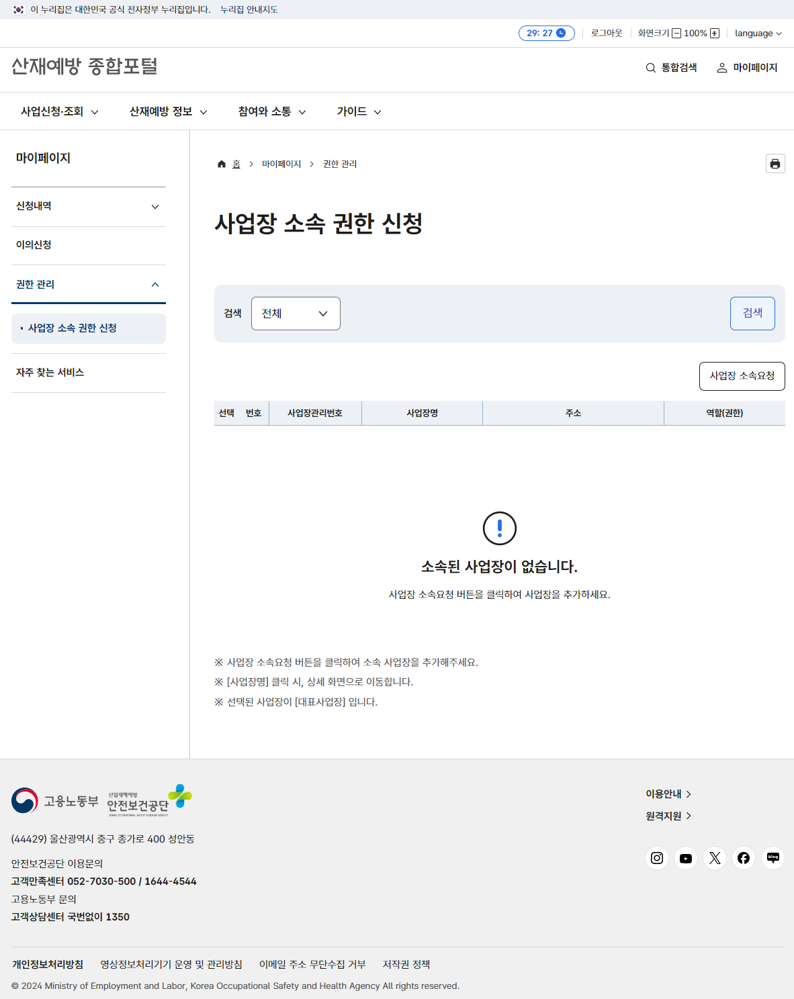 이 누리집은 대한민국 공식 전자정부 누리집입니다. 누리집 안내지도
29: 27 로그아웃 화면크기 100% language
산재예방 종합포털
통합검색 마이페이지
사업신청·조회 산재예방 정보 참여와 소통 가이드
마이페이지
신청내역
이의신청
권한 관리
사업장 소속 권한 신청
자주 찾는 서비스
홈 마이페이지 권한 관리
사업장 소속 권한 신청
검색 전체 검색
사업장 소속요청
선택 번호 사업장관리번호 사업장명 주소 역할(권한)
소속된 사업장이 없습니다.
사업장 소속요청 버튼을 클릭하여 사업장을 추가하세요.
※ 사업장 소속요청 버튼을 클릭하여 소속 사업장을 추가해주세요.
※ [사업장명] 클릭 시, 상세 화면으로 이동합니다.
※ 선택된 사업장이 [대표사업장] 입니다.
고용노동부
산업재해예방
안전보건공단
KOREA OCCUPATIONAL SAFETY & HEALTH AGENCY
(44429) 울산광역시 중구 종가로 400 성안동
안전보건공단 이용문의
고객만족센터 052-7030-500 / 1644-4544
고용노동부 문의
고객상담센터 국번없이 1350
이용안내
원격지원
blog
개인정보처리방침 영상정보처리기기 운영 및 관리방침 이메일 주소 무단수집 거부 저작권 정책
© 2024 Ministry of Employment and Labor, Korea Occupational Safety and Health Agency All rights reserved.